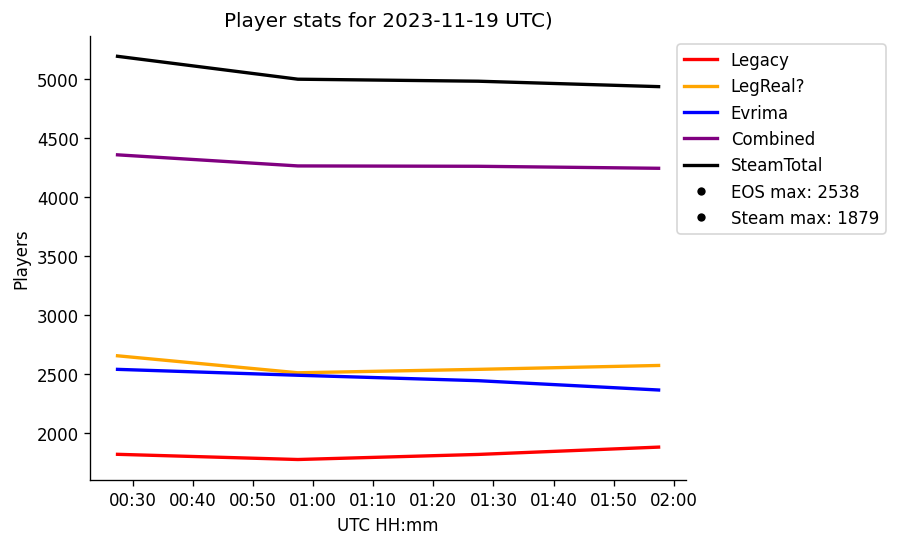 Player stats for 2023-11-19 UTC)
Players
5000
4500
4000
3500
3000
2500
2000
00:30 00:40 00:50 01:00 01:10 01:20 01:30 01:40 01:50 02:00
UTC HH:mm
Legacy
LegReal?
Evrima
Combined
SteamTotal
EOS max: 2538
Steam max: 1879